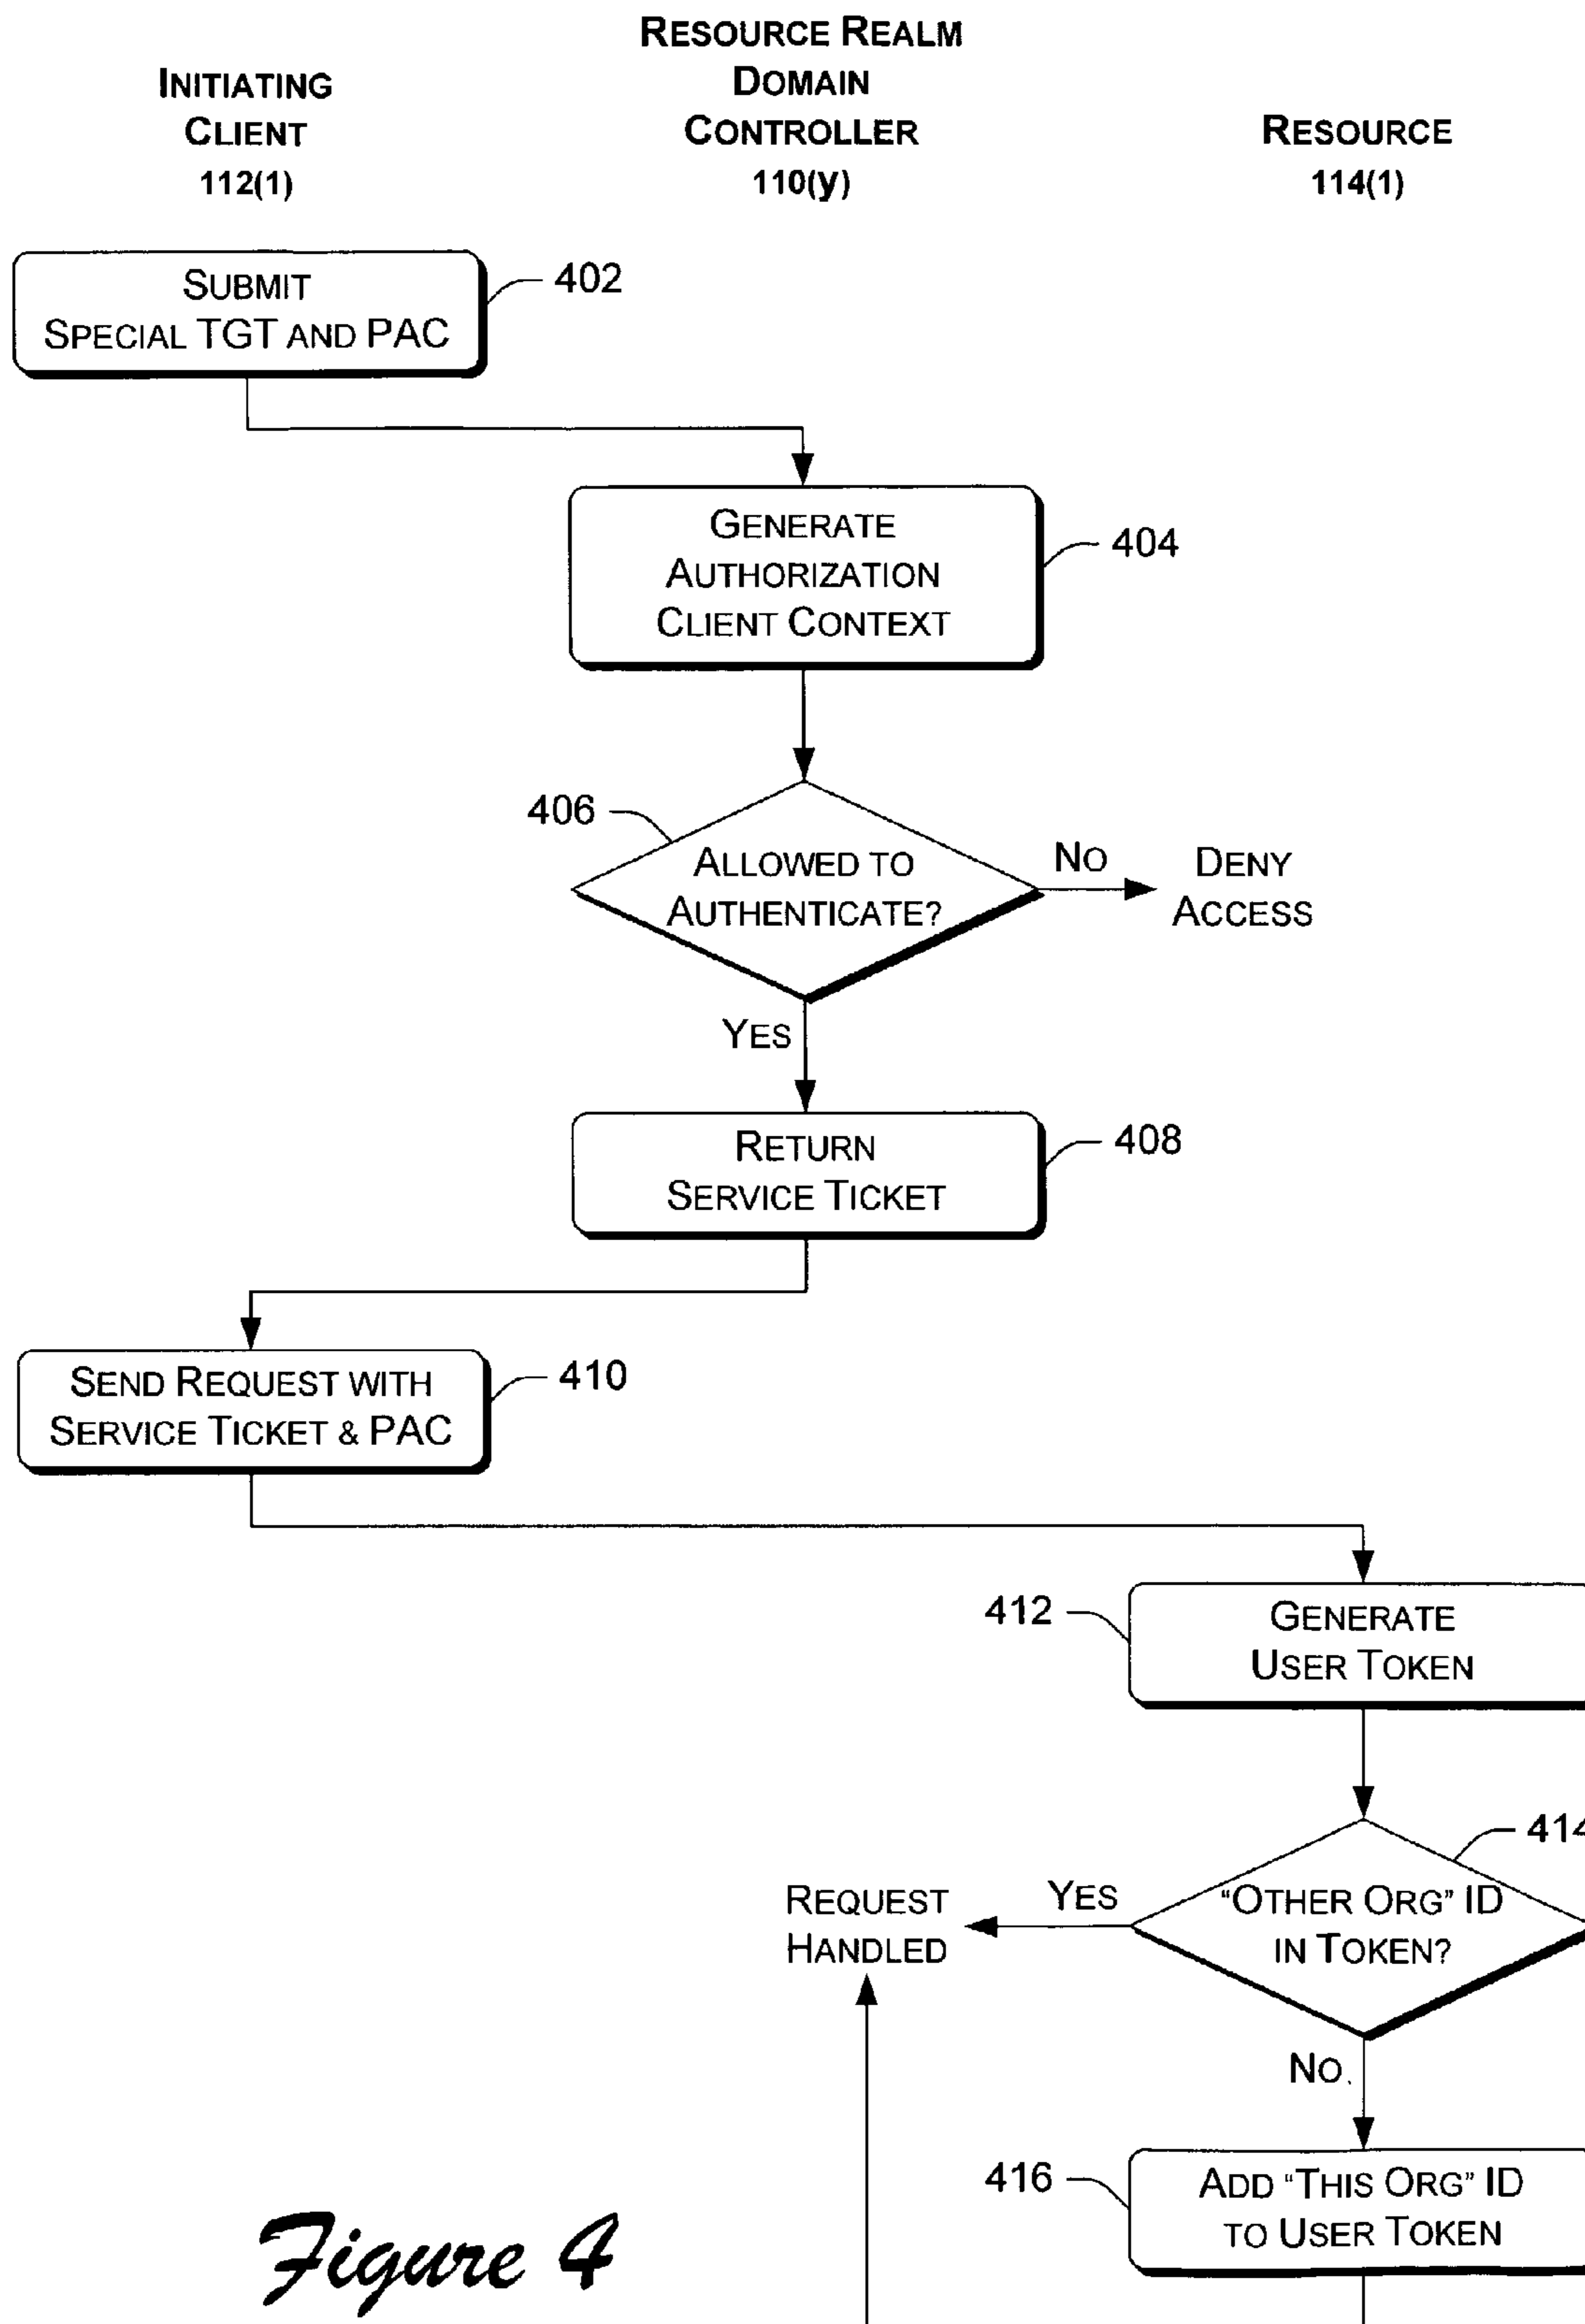 RESOURCE REALM
DOMAIN
CONTROLLER
110(y)
INITIATING
CLIENT
112(1)
RESOURCE
114(1)
SUBMIT
SPECIAL TGT AND PAC
402
GENERATE
AUTHORIZATION
CLIENT CONTEXT
404
406
ALLOWED TO
AUTHENTICATE?
NO
DENY
ACCESS
YES
RETURN
SERVICE TICKET
408
SEND REQUEST WITH
SERVICE TICKET & PAC
410
412
GENERATE
USER TOKEN
414
REQUEST
HANDLED
YES
"OTHER ORG" ID
IN TOKEN?
NO
416
ADD "THIS ORG" ID
TO USER TOKEN
Figure 4